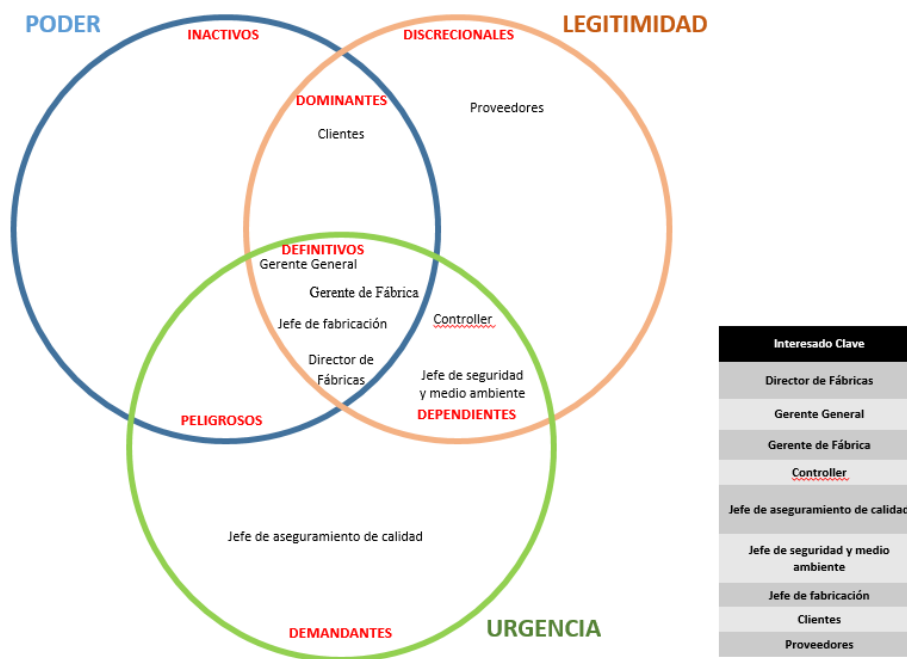 PODER
LEGITIMIDAD
INACTIVOS
DISCRECIONALES
DOMINANTES
Proveedores
Clientes
DEFINITIVOS
Gerente General
Gerente de Fábrica
Jefe de fabricación
Controller
Director de
Fábricas
Jefe de seguridad
y medio ambiente
PELIGROSOS
DEPENDIENTES
Jefe de aseguramiento de calidad
DEMANDANTES
URGENCIA
Interesado Clave
Director de Fábricas
Gerente General
Gerente de Fábrica
Controller
Jefe de aseguramiento de calidad
Jefe de seguridad y medio
ambiente
Jefe de fabricación
Clientes
Proveedores